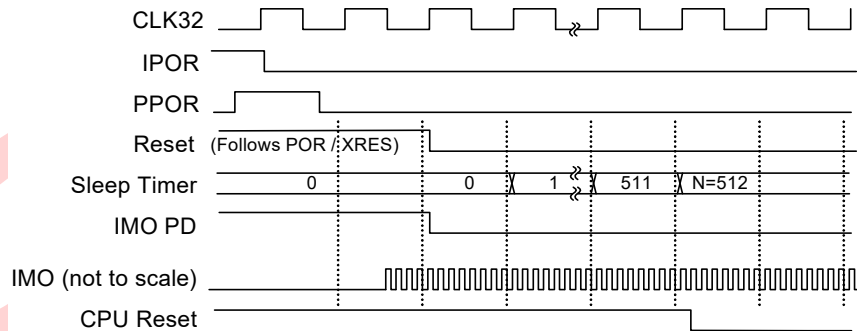 CLK32
IPOR
PPOR
Reset (Follows POR / XRES)
Sleep Timer 0 0 1 511 N=512
IMO PD
IMO (not to scale)
CPU Reset